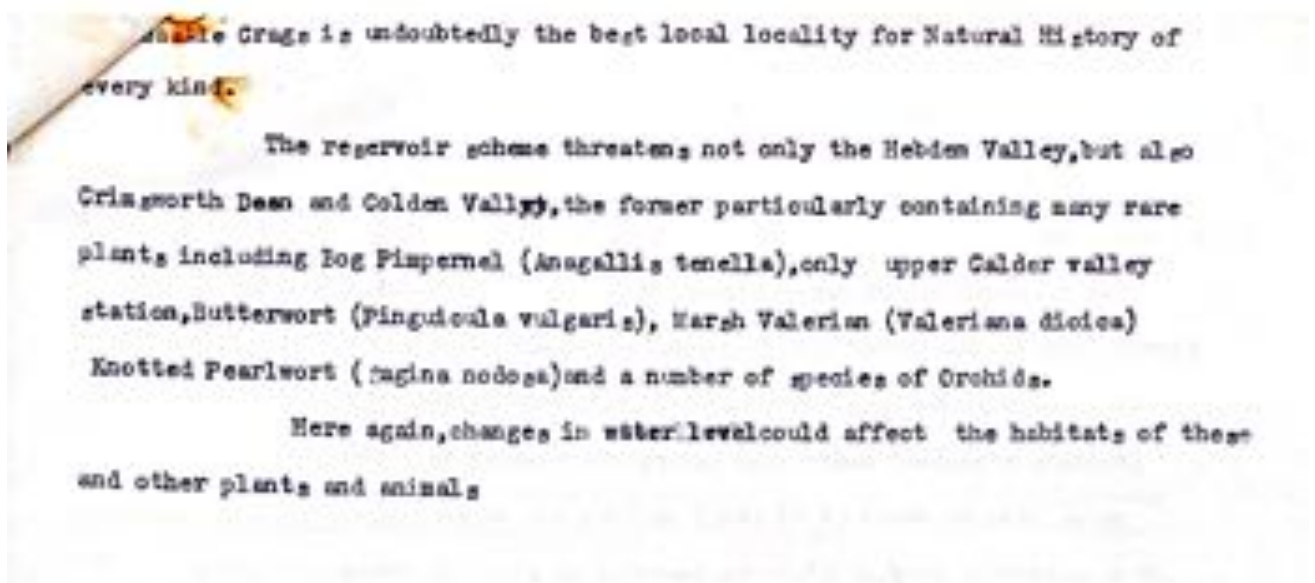 Crags is undoubtedly the best local locality for Natural History of
every kind.
The reservoir scheme threatens not only the Hebden Valley,but also
Crimsworth Dean and Colden Valley,the former particularly containing many rare
plants including Bog Pimpernel (Anagallis tenella),only upper Calder valley
station,Butterwort (Pinguicula vulgaris), Marsh Valerian (Valeriana dioica)
Knotted Pearlwort (Sagina nodosa)and a number of species of Orchids.
Here again,changes in water levelcould affect the habitats of these
and other plants and animals